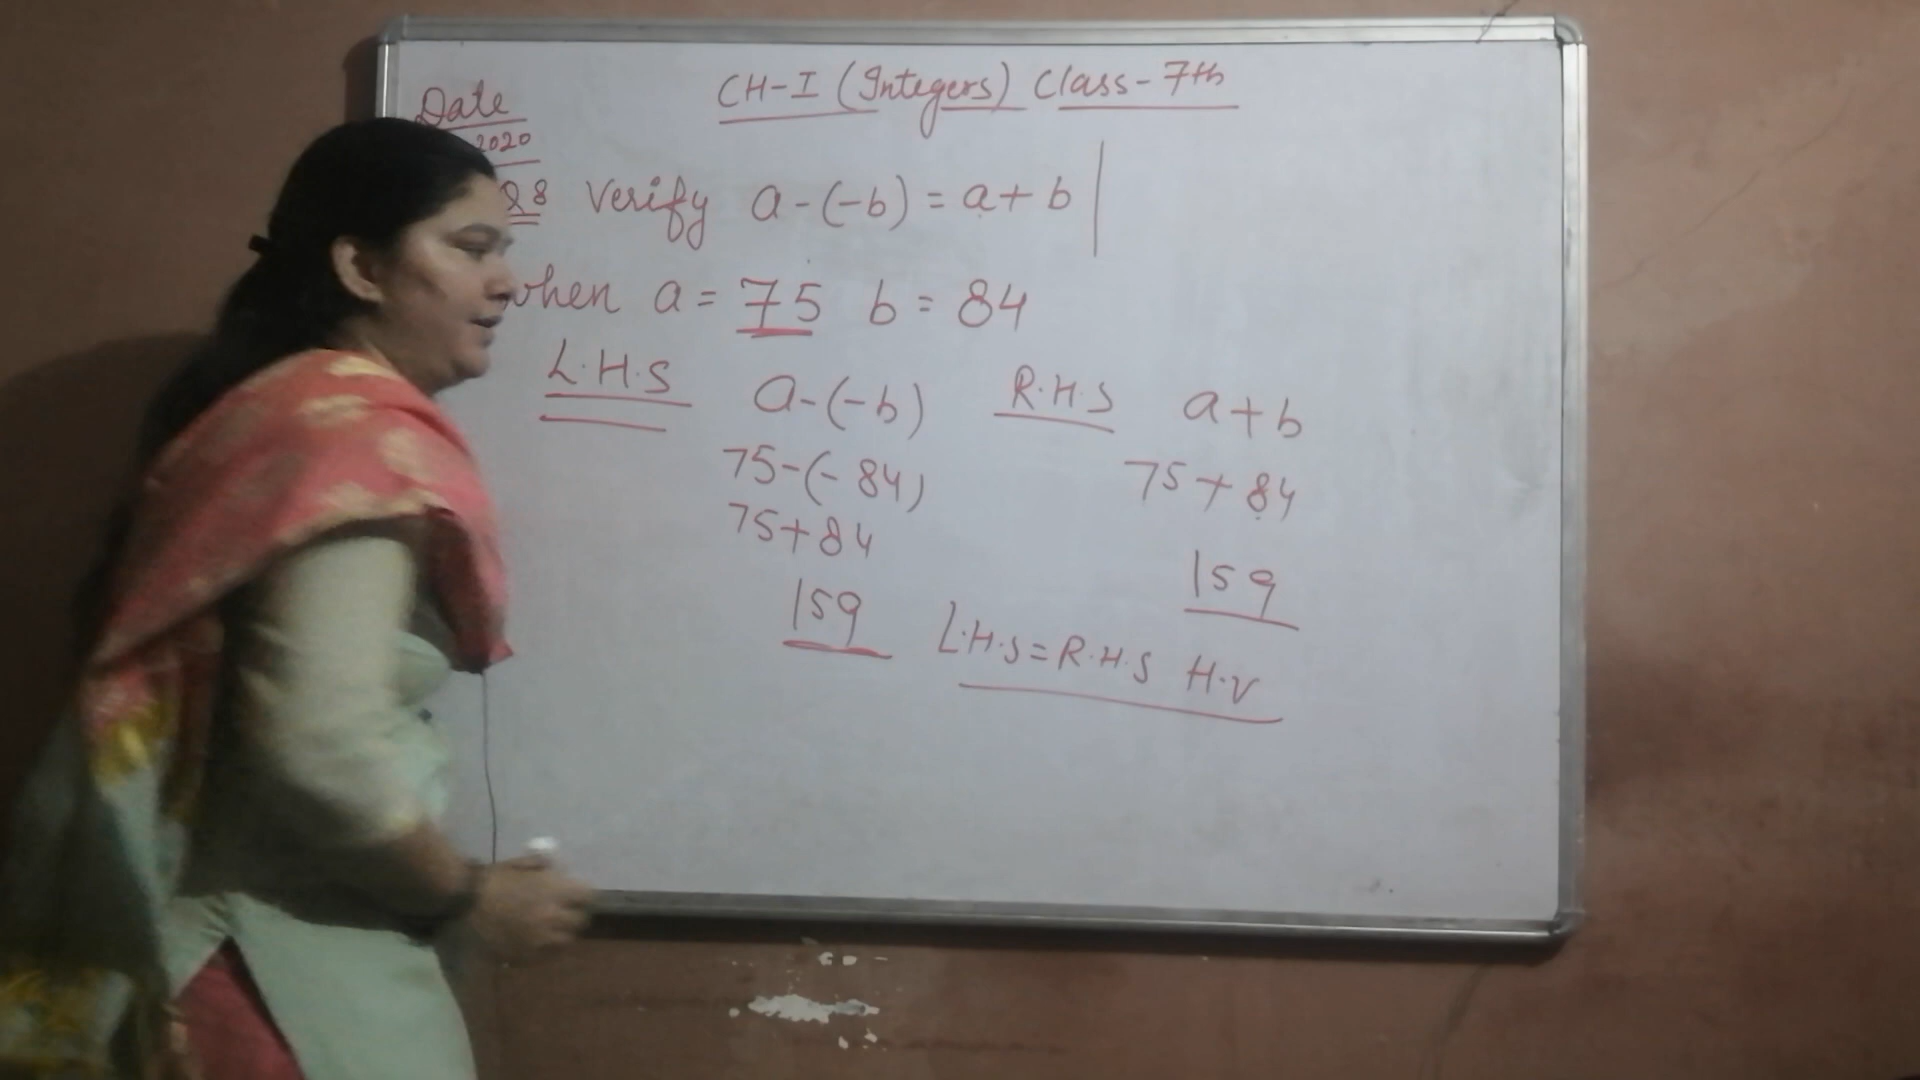 CH-I (Integers) Class-7th
Date
2020
Q8 Verify a-(-b) = a+b
when a = 75 b = 84
L.H.S a-(-b)
75-(-84)
75+84
159
R.H.S a+b
75+84
159
L.H.S=R.H.S H.V